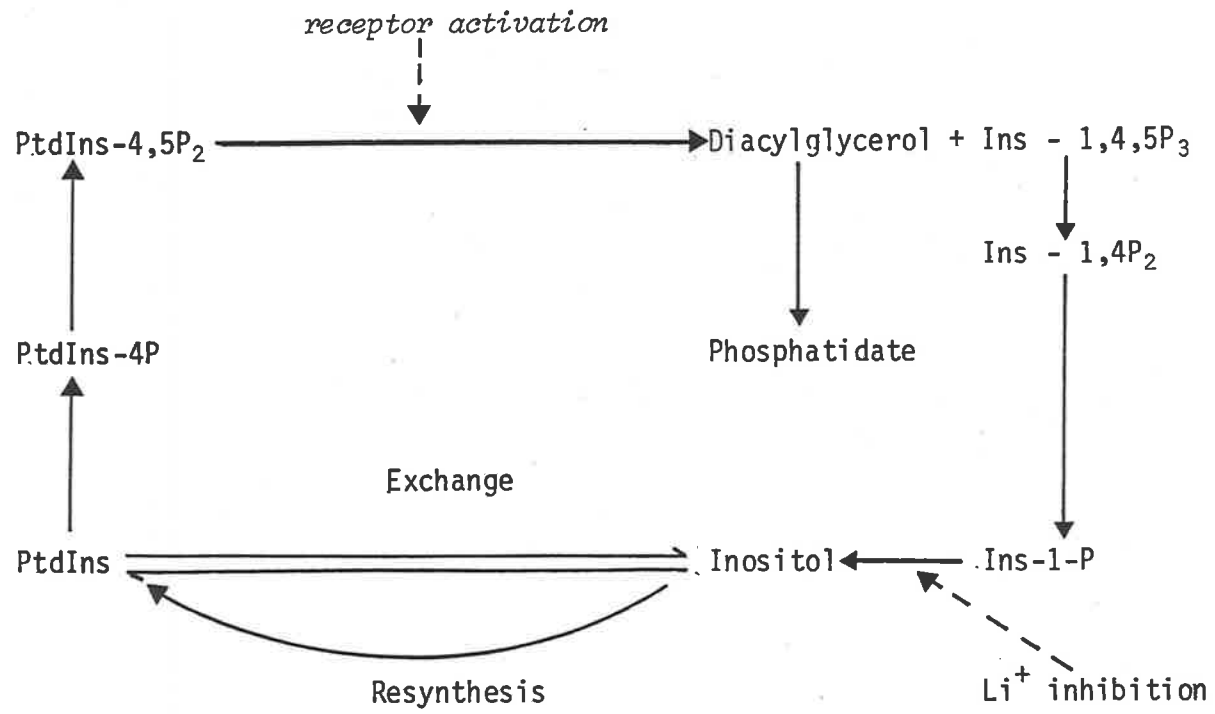 receptor activation
PtdIns-4,5P₂
Diacylglycerol + Ins - 1,4,5P₃
Ins - 1,4P₂
PtdIns-4P
Phosphatidate
Exchange
PtdIns
Inositol
Ins-1-P
Resynthesis
Li⁺ inhibition